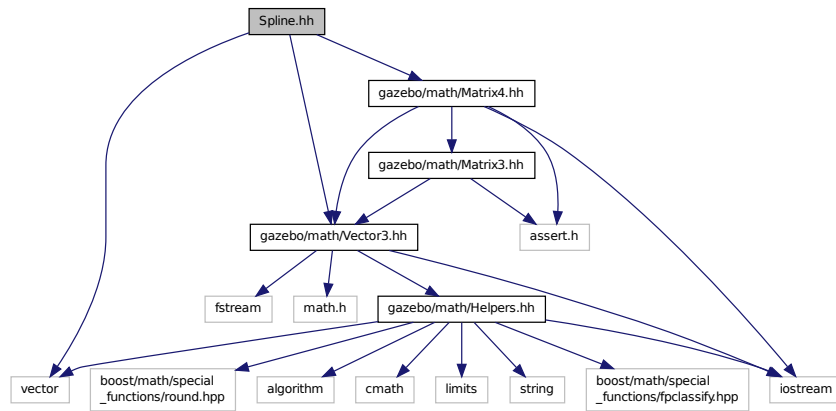 Spline.hh
gazebo/math/Matrix4.hh
gazebo/math/Matrix3.hh
gazebo/math/Vector3.hh
assert.h
fstream
math.h
gazebo/math/Helpers.hh
vector
boost/math/special
_functions/round.hpp
algorithm
cmath
limits
string
boost/math/special
_functions/fpclassify.hpp
iostream